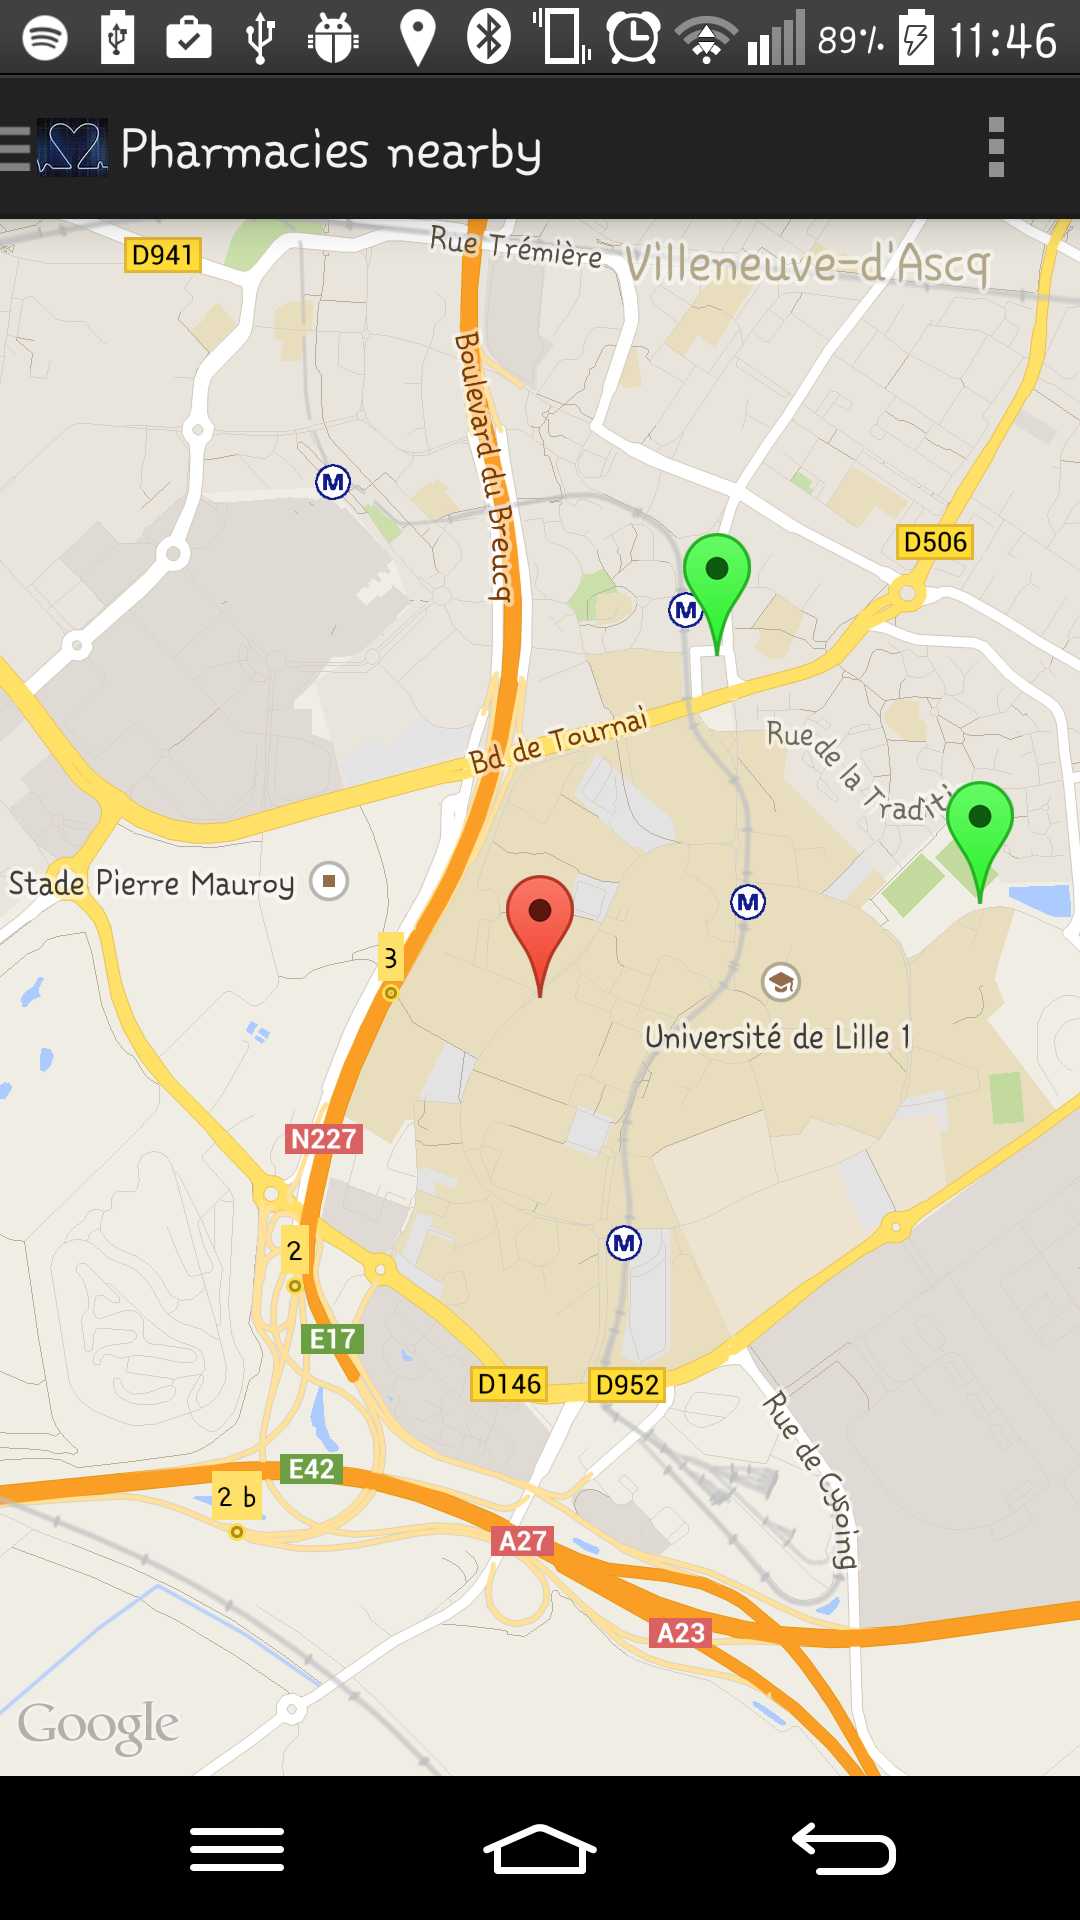 89% 11:46
Pharmacies nearby
D941
Rue Trémière
Villeneuve-d'Ascq
Boulevard du Breucq
M
D506
M
Bd de Tournai
Rue de la Traditi
Stade Pierre Mauroy
M
3
Université de Lille 1
N227
2
M
E17
D146
D952
Rue de Cysoing
E42
2 b
A27
A23
Google